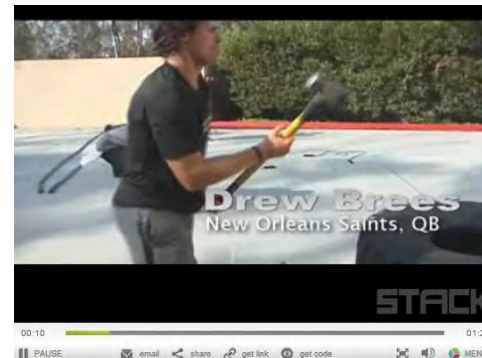 Drew Brees
New Orleans Saints, QB
STACK
00:10
01:2
PAUSE email share get link get code MEN